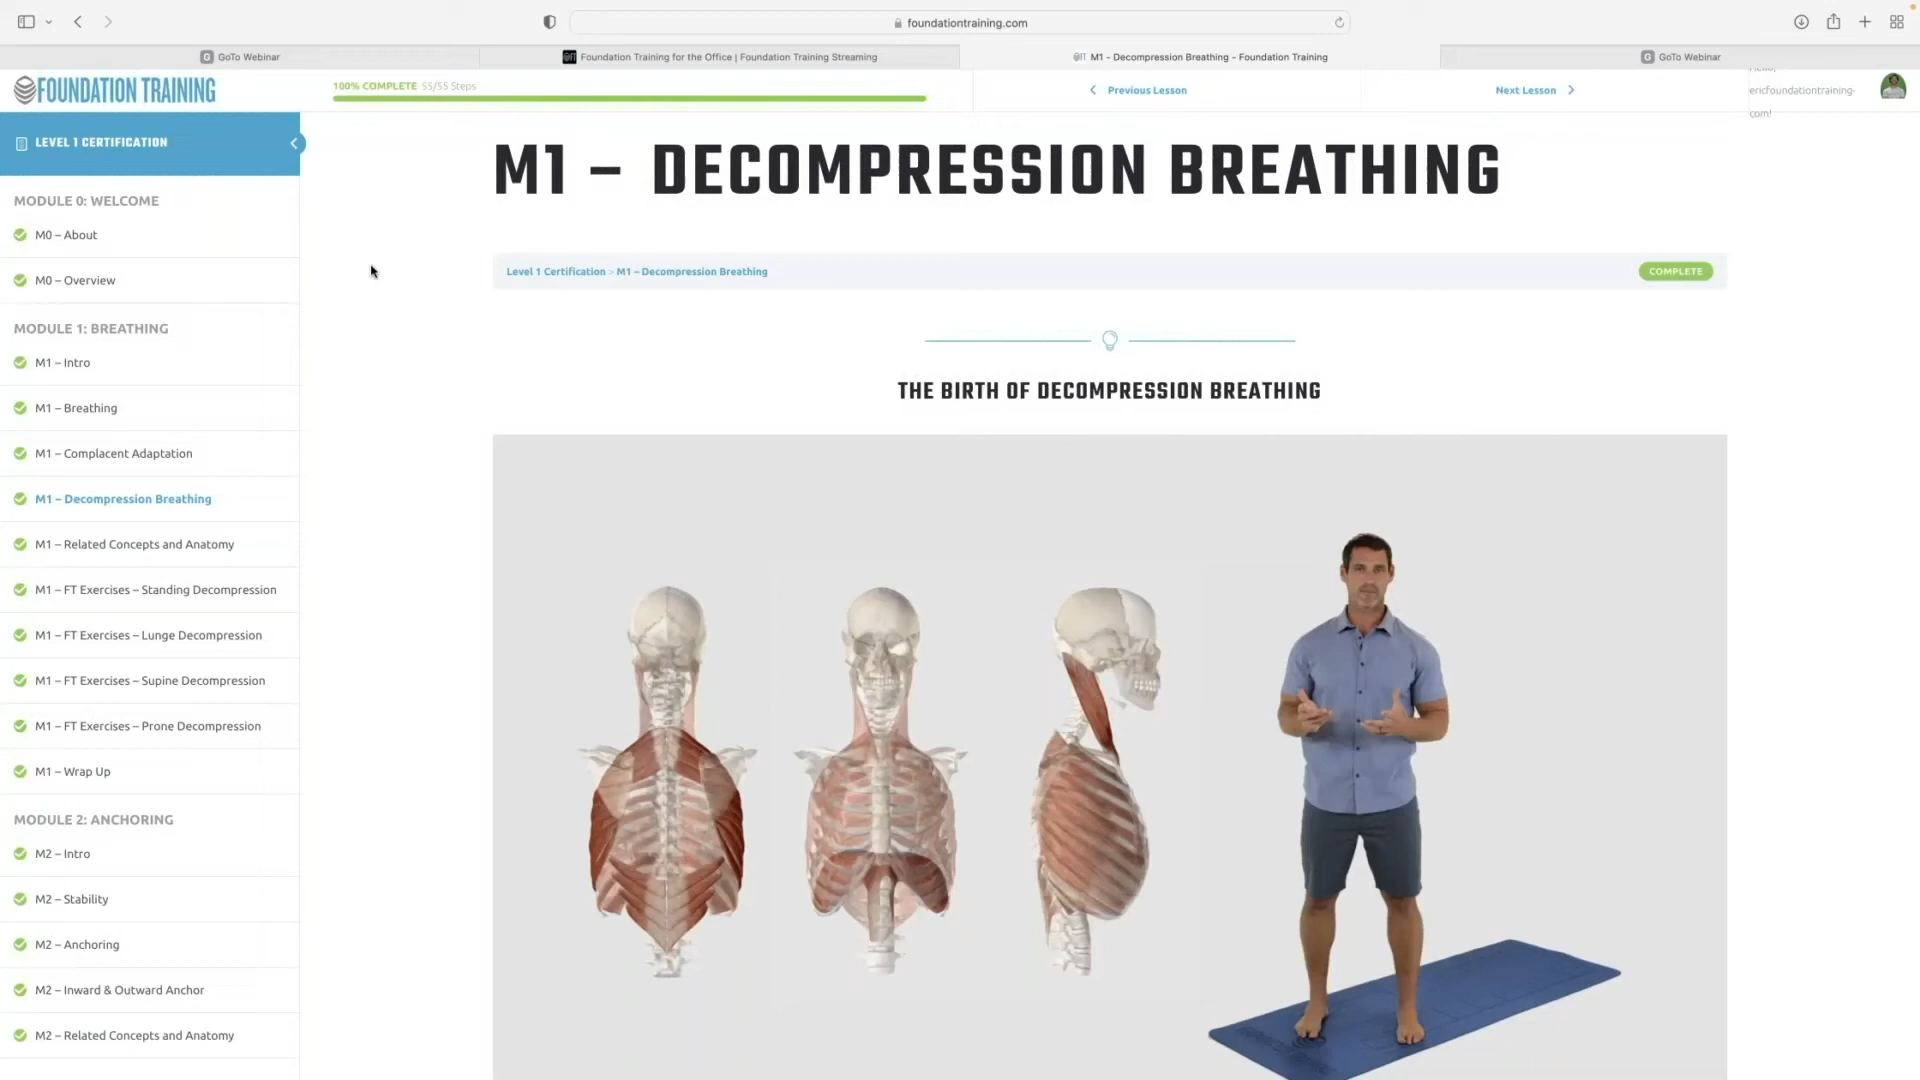 foundationtraining.com
GoTo Webinar
Foundation Training for the Office | Foundation Training Streaming
M1 - Decompression Breathing – Foundation Training
GoTo Webinar
FOUNDATION TRAINING
100% COMPLETE 55/55 Steps
Previous Lesson
Next Lesson
ericfoundationtraining-
com!
LEVEL 1 CERTIFICATION
MODULE 0: WELCOME
M0 – About
M0 – Overview
MODULE 1: BREATHING
M1 – Intro
M1 – Breathing
M1 – Complacent Adaptation
M1 – Decompression Breathing
M1 – Related Concepts and Anatomy
M1 – FT Exercises – Standing Decompression
M1 – FT Exercises – Lunge Decompression
M1 – FT Exercises – Supine Decompression
M1 – FT Exercises – Prone Decompression
M1 – Wrap Up
MODULE 2: ANCHORING
M2 – Intro
M2 – Stability
M2 – Anchoring
M2 – Inward & Outward Anchor
M2 – Related Concepts and Anatomy
M1 – DECOMPRESSION BREATHING
Level 1 Certification > M1 – Decompression Breathing
COMPLETE
THE BIRTH OF DECOMPRESSION BREATHING